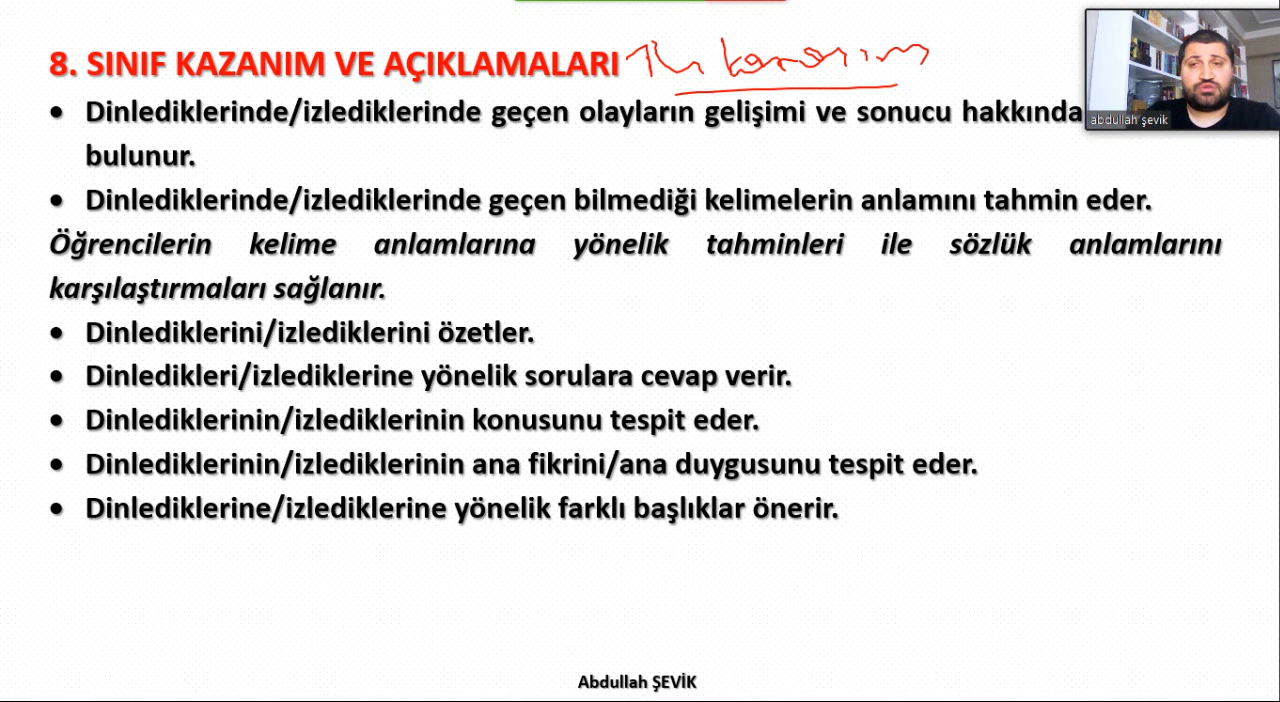 8. SINIF KAZANIM VE AÇIKLAMALARI 14 kazanım
• Dinlediklerinde/izlediklerinde geçen olayların gelişimi ve sonucu hakkında
bulunur.
• Dinlediklerinde/izlediklerinde geçen bilmediği kelimelerin anlamını tahmin eder.
Öğrencilerin kelime anlamlarına yönelik tahminleri ile sözlük anlamlarını
karşılaştırmaları sağlanır.
• Dinlediklerini/izlediklerini özetler.
• Dinledikleri/izlediklerine yönelik sorulara cevap verir.
• Dinlediklerinin/izlediklerinin konusunu tespit eder.
• Dinlediklerinin/izlediklerinin ana fikrini/ana duygusunu tespit eder.
• Dinlediklerine/izlediklerine yönelik farklı başlıklar önerir.
abdullah şevik
Abdullah ŞEVİK